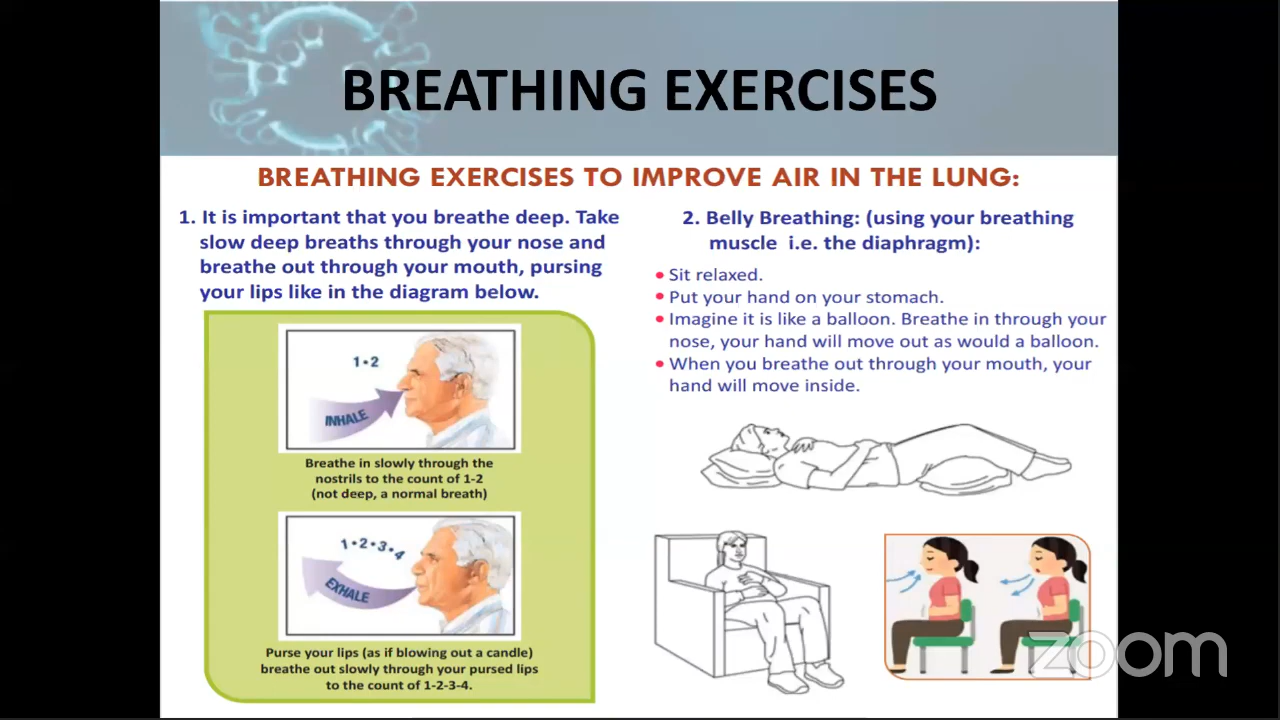 BREATHING EXERCISES
BREATHING EXERCISES TO IMPROVE AIR IN THE LUNG:
1. It is important that you breathe deep. Take
slow deep breaths through your nose and
breathe out through your mouth, pursing
your lips like in the diagram below.
1•2
INHALE
Breathe in slowly through the
nostrils to the count of 1-2
(not deep, a normal breath)
1•2•3•4
EXHALE
Purse your lips (as if blowing out a candle)
breathe out slowly through your pursed lips
to the count of 1-2-3-4.
2. Belly Breathing: (using your breathing
muscle i.e. the diaphragm):
• Sit relaxed.
• Put your hand on your stomach.
• Imagine it is like a balloon. Breathe in through your
nose, your hand will move out as would a balloon.
• When you breathe out through your mouth, your
hand will move inside.
zoom